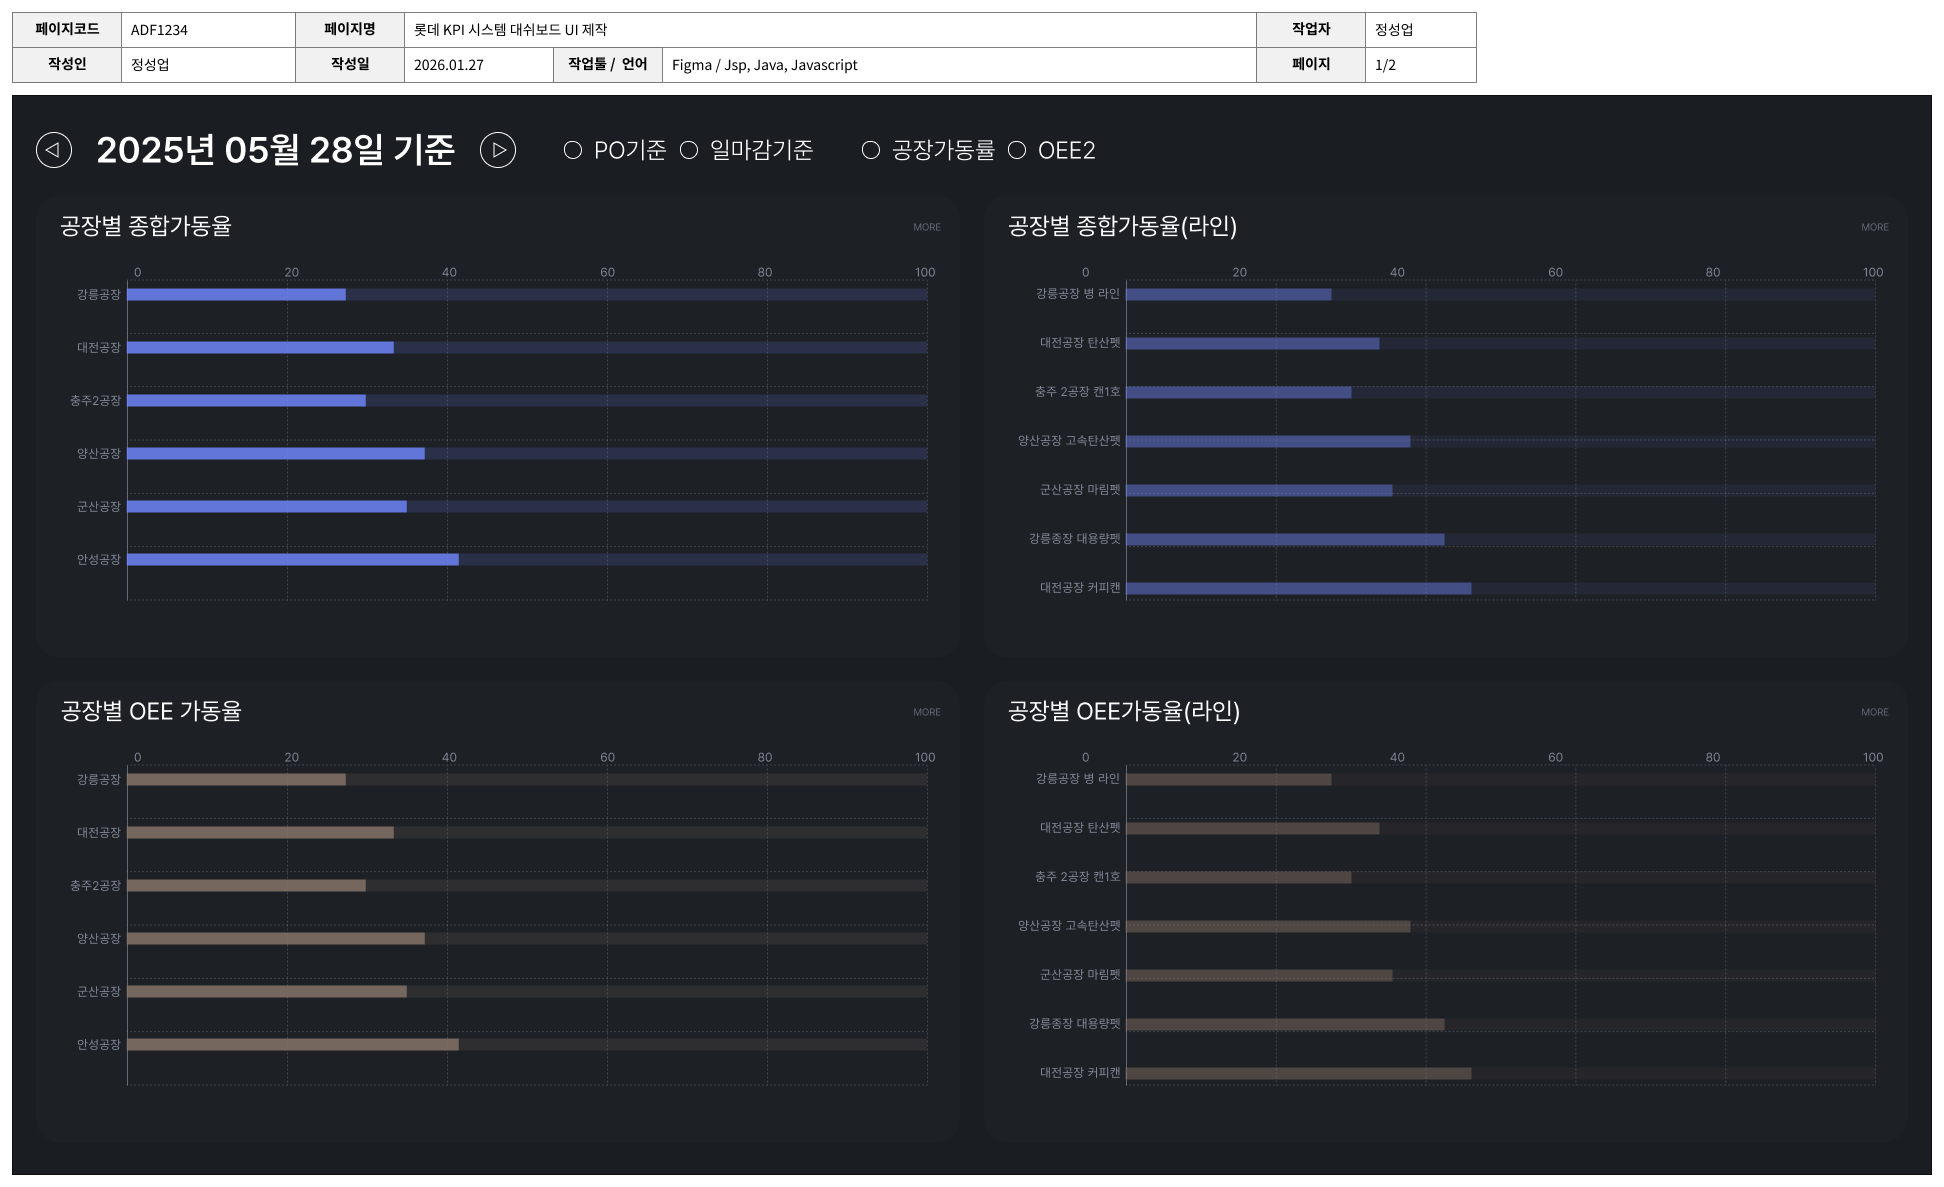 페이지코드 ADF1234 페이지명 롯데 KPI 시스템 대쉬보드 UI 제작 작업자 정성업
작성인 정성업 작성일 2026.01.27 작업툴 / 언어 Figma / Jsp, Java, Javascript 페이지 1/2
2025년 05월 28일 기준 PO기준 일마감기준 공장가동률 OEE2
공장별 종합가동율 MORE
0 20 40 60 80 100
강릉공장
대전공장
충주2공장
양산공장
군산공장
안성공장
공장별 종합가동율(라인) MORE
0 20 40 60 80 100
강릉공장 병 라인
대전공장 탄산펫
충주 2공장 캔1호
양산공장 고속탄산펫
군산공장 마림펫
강릉종장 대용량펫
대전공장 커피캔
공장별 OEE 가동율 MORE
0 20 40 60 80 100
강릉공장
대전공장
충주2공장
양산공장
군산공장
안성공장
공장별 OEE가동율(라인) MORE
0 20 40 60 80 100
강릉공장 병 라인
대전공장 탄산펫
충주 2공장 캔1호
양산공장 고속탄산펫
군산공장 마림펫
강릉종장 대용량펫
대전공장 커피캔